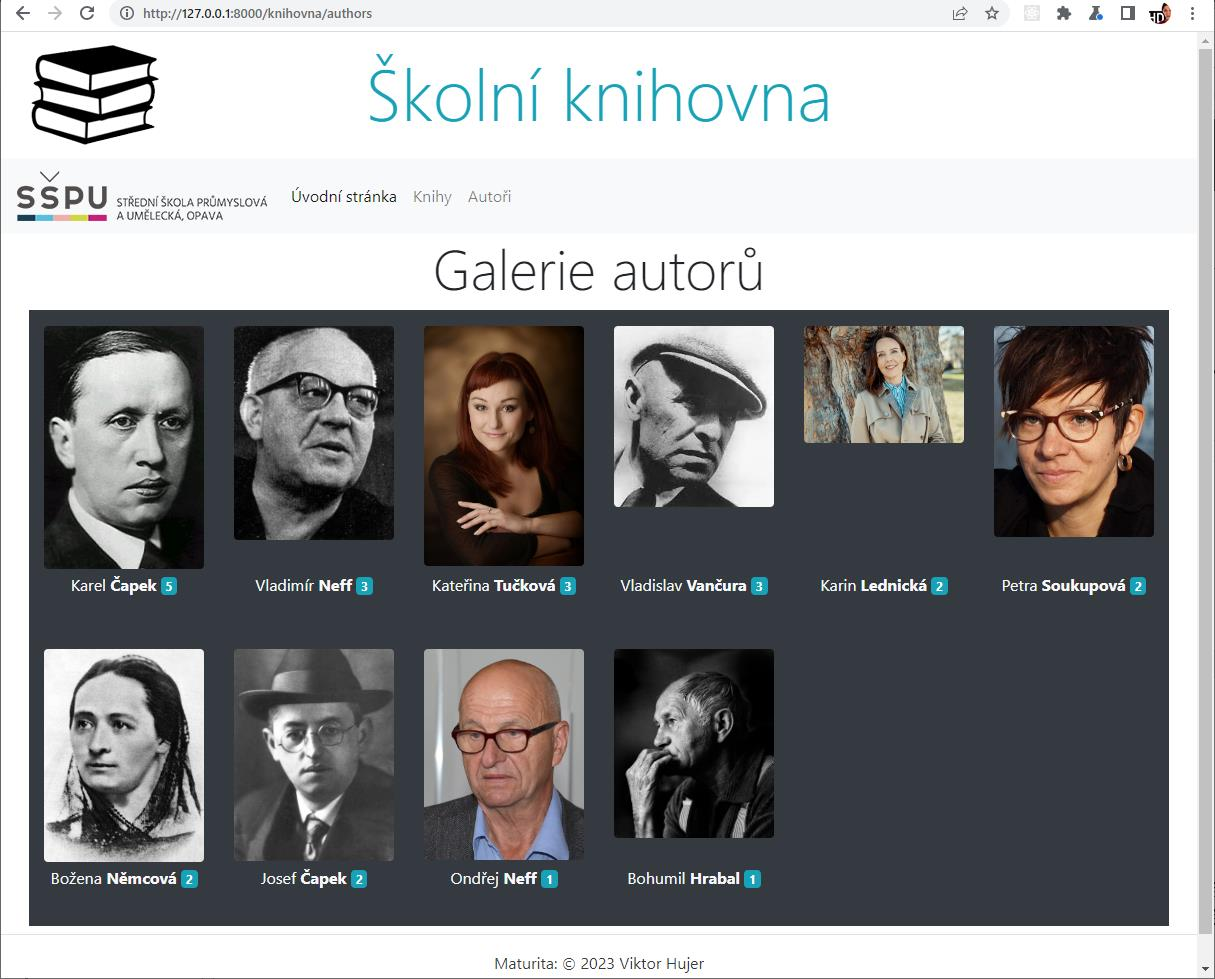 http://127.0.0.1:8000/knihovna/authors
Školní knihovna
SŠPU STŘEDNÍ ŠKOLA PRŮMYSLOVÁ
A UMĚLECKÁ, OPAVA
Úvodní stránka Knihy Autoři
Galerie autorů
Karel Čapek 5
Vladimír Neff 3
Kateřina Tučková 3
Vladislav Vančura 3
Karin Lednická 2
Petra Soukupová 2
Božena Němcová 2
Josef Čapek 2
Ondřej Neff 1
Bohumil Hrabal 1
Maturita: © 2023 Viktor Hujer